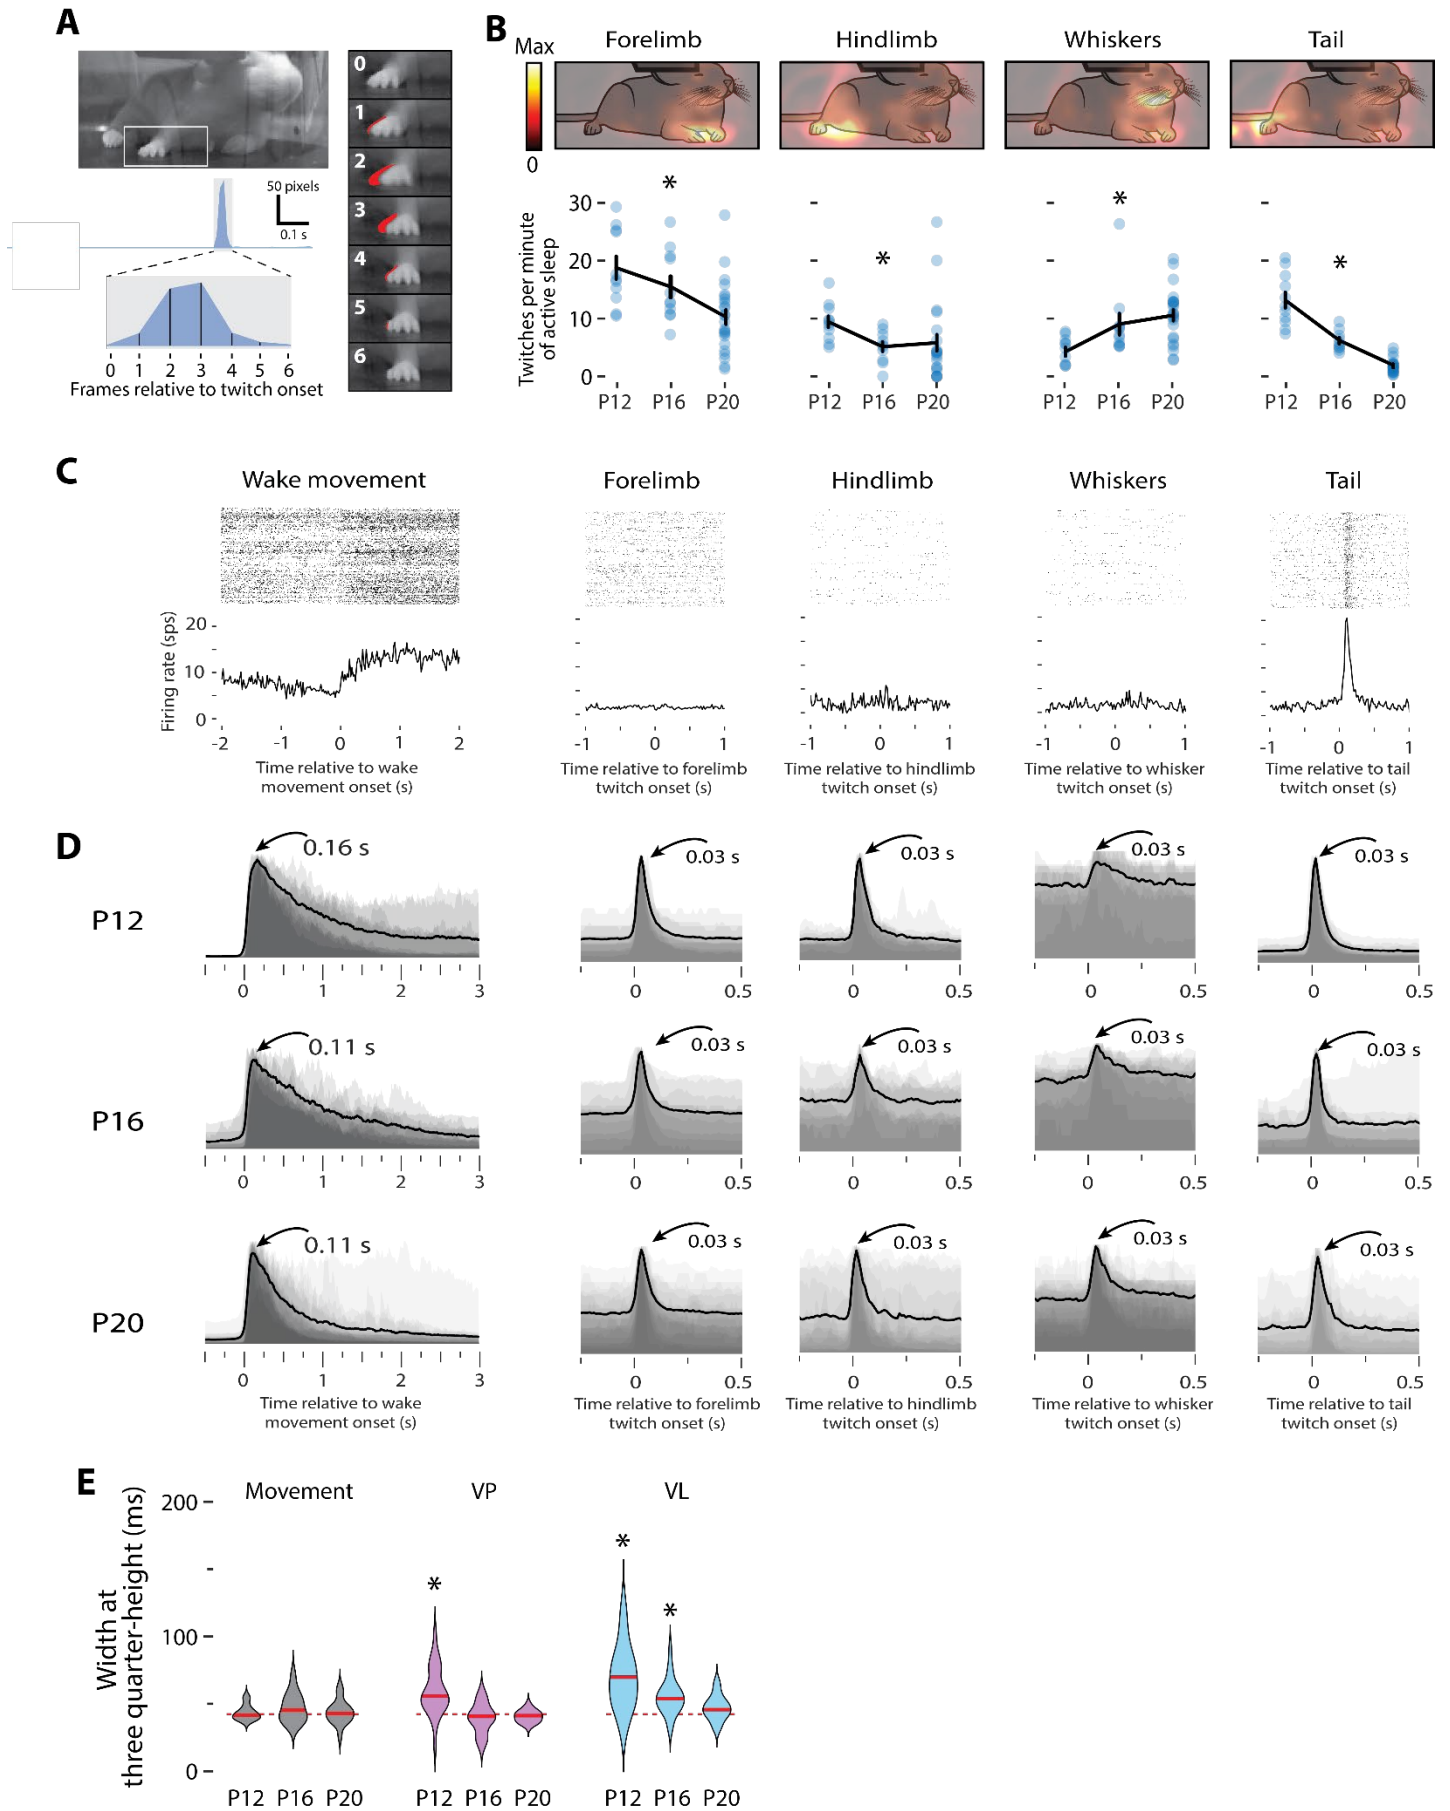 A
0
1
2
3
4
5
6
50 pixels
0.1 s
0 1 2 3 4 5 6
Frames relative to twitch onset
B
Max
0
Forelimb Hindlimb Whiskers Tail
Twitches per minute
of active sleep
30
20
10
0
* * * *
P12 P16 P20 P12 P16 P20 P12 P16 P20 P12 P16 P20
C
Wake movement Forelimb Hindlimb Whiskers Tail
Firing rate (sps)
20
10
0
-2 -1 0 1 2 -1 0 1 -1 0 1 -1 0 1 -1 0 1
Time relative to wake
movement onset (s)
Time relative to forelimb
twitch onset (s)
Time relative to hindlimb
twitch onset (s)
Time relative to whisker
twitch onset (s)
Time relative to tail
twitch onset (s)
D
P12
0.16 s 0.03 s 0.03 s 0.03 s 0.03 s
0 1 2 3 0 0.5 0 0.5 0 0.5 0 0.5
P16
0.11 s 0.03 s 0.03 s 0.03 s 0.03 s
0 1 2 3 0 0.5 0 0.5 0 0.5 0 0.5
P20
0.11 s 0.03 s 0.03 s 0.03 s 0.03 s
0 1 2 3 0 0.5 0 0.5 0 0.5 0 0.5
Time relative to wake
movement onset (s)
Time relative to forelimb
twitch onset (s)
Time relative to hindlimb
twitch onset (s)
Time relative to whisker
twitch onset (s)
Time relative to tail
twitch onset (s)
E
Movement VP VL
Width at
three quarter-height (ms)
200
100
0
* * *
P12 P16 P20 P12 P16 P20 P12 P16 P20